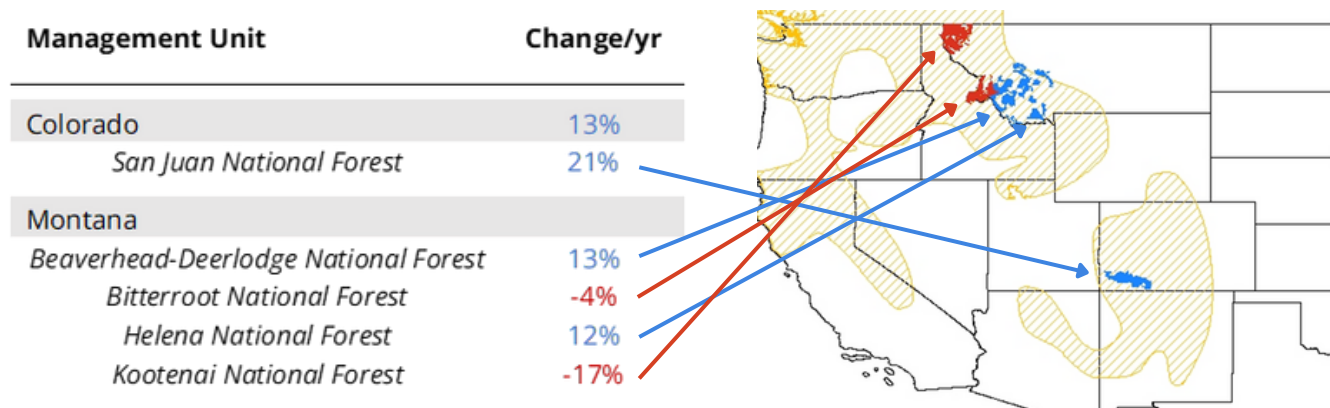 Management Unit Change/yr
Colorado 13%
San Juan National Forest 21%
Montana
Beaverhead-Deerlodge National Forest 13%
Bitterroot National Forest -4%
Helena National Forest 12%
Kootenai National Forest -17%